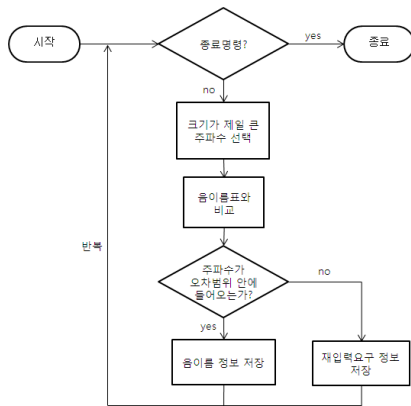 시작
종료명령?
yes
종료
no
크기가 제일 큰
주파수 선택
음이름표와
비교
반복
주파수가
오차범위 안에
들어오는가?
no
yes
음이름 정보 저장
재입력요구 정보
저장